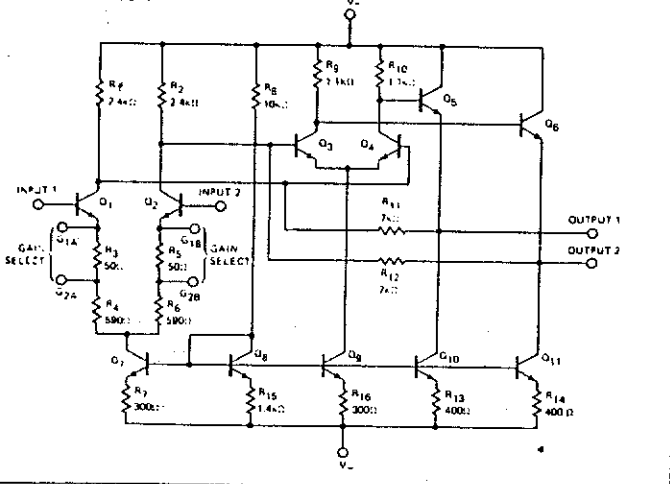 V-
R2
2.4kΩ
2.4kΩ
R8
10kΩ
R9
R10
Q5
Q6
Q3
Q4
INPUT 1
Q1
Q2
INPUT 2
G1A
G1B
GAIN
SELECT
R3
50Ω
R5
50Ω
GAIN
SELECT
G2A
G2B
R4
590Ω
R6
590Ω
R11
7kΩ
OUTPUT 1
OUTPUT 2
R12
7kΩ
Q7
Q8
Q9
Q10
Q11
R7
300Ω
R15
1.4kΩ
R16
300Ω
R13
400Ω
R14
400 Ω
V-